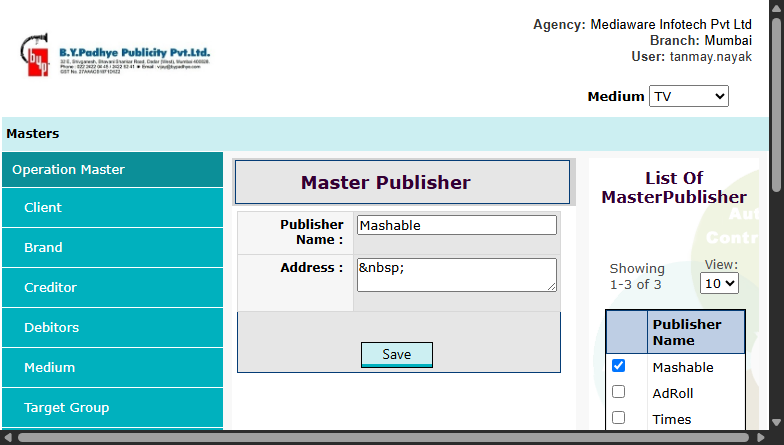 Agency: Mediaware Infotech Pvt Ltd
Branch: Mumbai
User: tanmay.nayak
B.Y.Padhye Publicity Pvt.Ltd.
Medium TV
Masters
Operation Master
Client
Brand
Creditor
Debitors
Medium
Target Group
Master Publisher
Publisher Name : Mashable
Address : &nbsp;
Save
List Of
MasterPublisher
Showing
1-3 of 3
View:
10
Publisher
Name
Mashable
AdRoll
Times